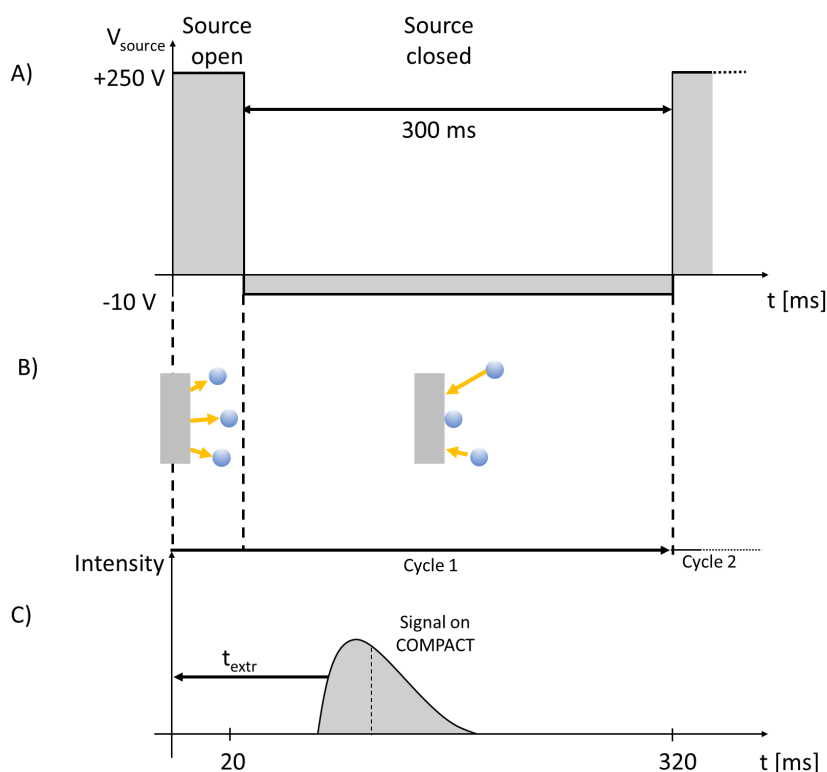 Source
open
Source
closed
V_source
A)
+250 V
300 ms
-10 V
t [ms]
B)
Intensity
Cycle 1
Cycle 2
C)
Signal on
COMPACT
t_extr
20
320
t [ms]